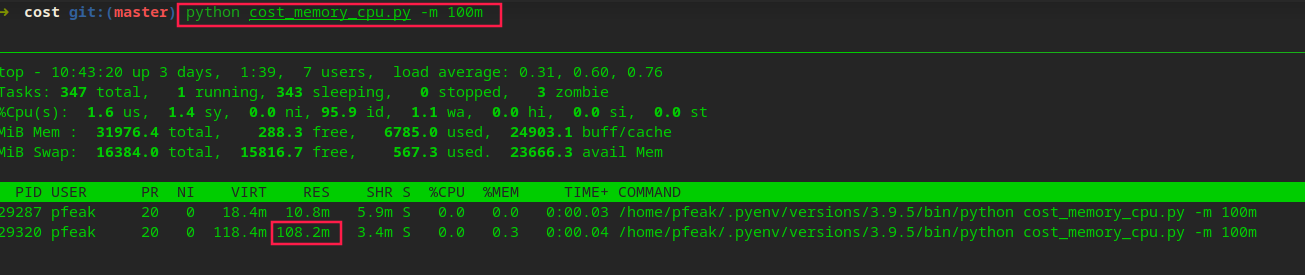 → cost git:(master) python cost_memory_cpu.py -m 100m
top - 10:43:20 up 3 days,  1:39,  7 users,  load average: 0.31, 0.60, 0.76
Tasks: 347 total,   1 running, 343 sleeping,   0 stopped,   3 zombie
%Cpu(s):  1.6 us,  1.4 sy,  0.0 ni, 95.9 id,  1.1 wa,  0.0 hi,  0.0 si,  0.0 st
MiB Mem :  31976.4 total,    288.3 free,   6785.0 used,  24903.1 buff/cache
MiB Swap:  16384.0 total,  15816.7 free,    567.3 used.  23666.3 avail Mem
PID USER      PR  NI    VIRT    RES    SHR S  %CPU  %MEM     TIME+ COMMAND
29287 pfeak     20   0   18.4m  10.8m   5.9m S   0.0   0.0   0:00.03 /home/pfeak/.pyenv/versions/3.9.5/bin/python cost_memory_cpu.py -m 100m
29320 pfeak     20   0  118.4m 108.2m   3.4m S   0.0   0.3   0:00.04 /home/pfeak/.pyenv/versions/3.9.5/bin/python cost_memory_cpu.py -m 100m